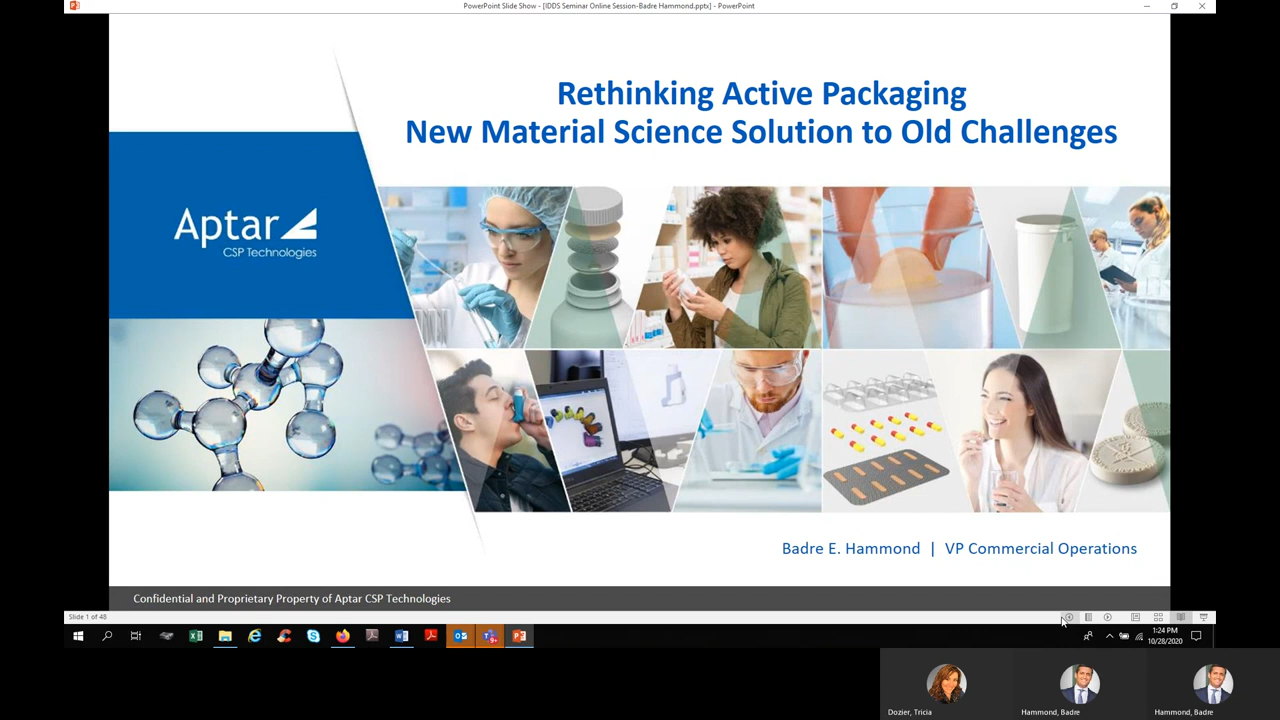 PowerPoint Slide Show - [IDDS Seminar Online Session-Badre Hammond.pptx] - PowerPoint
Rethinking Active Packaging
New Material Science Solution to Old Challenges
Aptar
CSP Technologies
Badre E. Hammond | VP Commercial Operations
Confidential and Proprietary Property of Aptar CSP Technologies
Slide 1 of 48
1:24 PM
10/28/2020
Dozier, Tricia
Hammond, Badre
Hammond, Badre